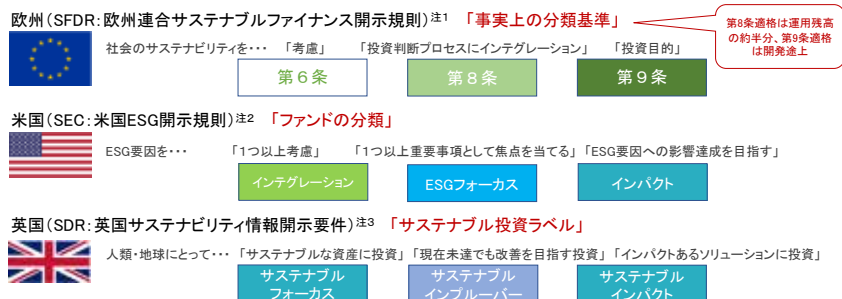 欧州(SFDR:欧州連合サステナブルファイナンス開示規則)注1 「事実上の分類基準」
第8条適格は運用残高
の約半分、第9条適格
は開発途上
社会のサステナビリティを・・・ 「考慮」 「投資判断プロセスにインテグレーション」 「投資目的」
第6条 第8条 第9条
米国(SEC:米国ESG開示規則)注2 「ファンドの分類」
ESG要因を・・・ 「1つ以上考慮」 「1つ以上重要事項として焦点を当てる」 「ESG要因への影響達成を目指す」
インテグレーション ESGフォーカス インパクト
英国(SDR:英国サステナビリティ情報開示要件)注3 「サステナブル投資ラベル」
人類・地球にとって・・・ 「サステナブルな資産に投資」 「現在未達でも改善を目指す投資」 「インパクトあるソリューションに投資」
サステナブル サステナブル サステナブル
フォーカス インプルーバー インパクト